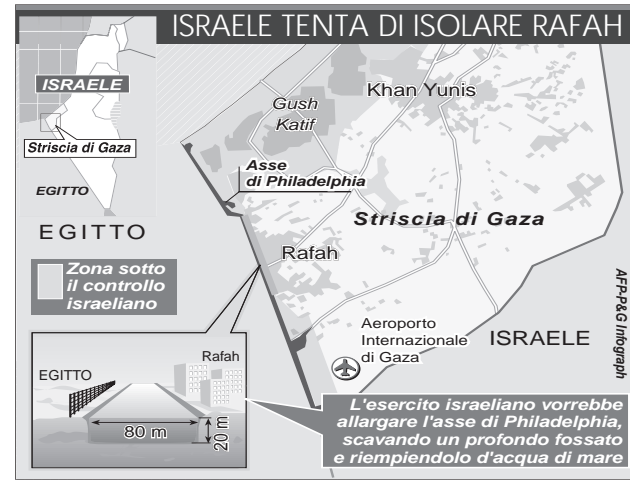 ISRAELE TENTA DI ISOLARE RAFAH
ISRAELE
Striscia di Gaza
EGITTO
Khan Yunis
Gush
Katif
Asse
di Philadelphia
Striscia di Gaza
EGITTO
Rafah
Zona sotto
il controllo
israeliano
Aeroporto
Internazionale
di Gaza
ISRAELE
AFP-P&G Infograph
Rafah
EGITTO
80 m
20 m
L'esercito israeliano vorrebbe
allargare l'asse di Philadelphia,
scavando un profondo fossato
e riempiendolo d'acqua di mare